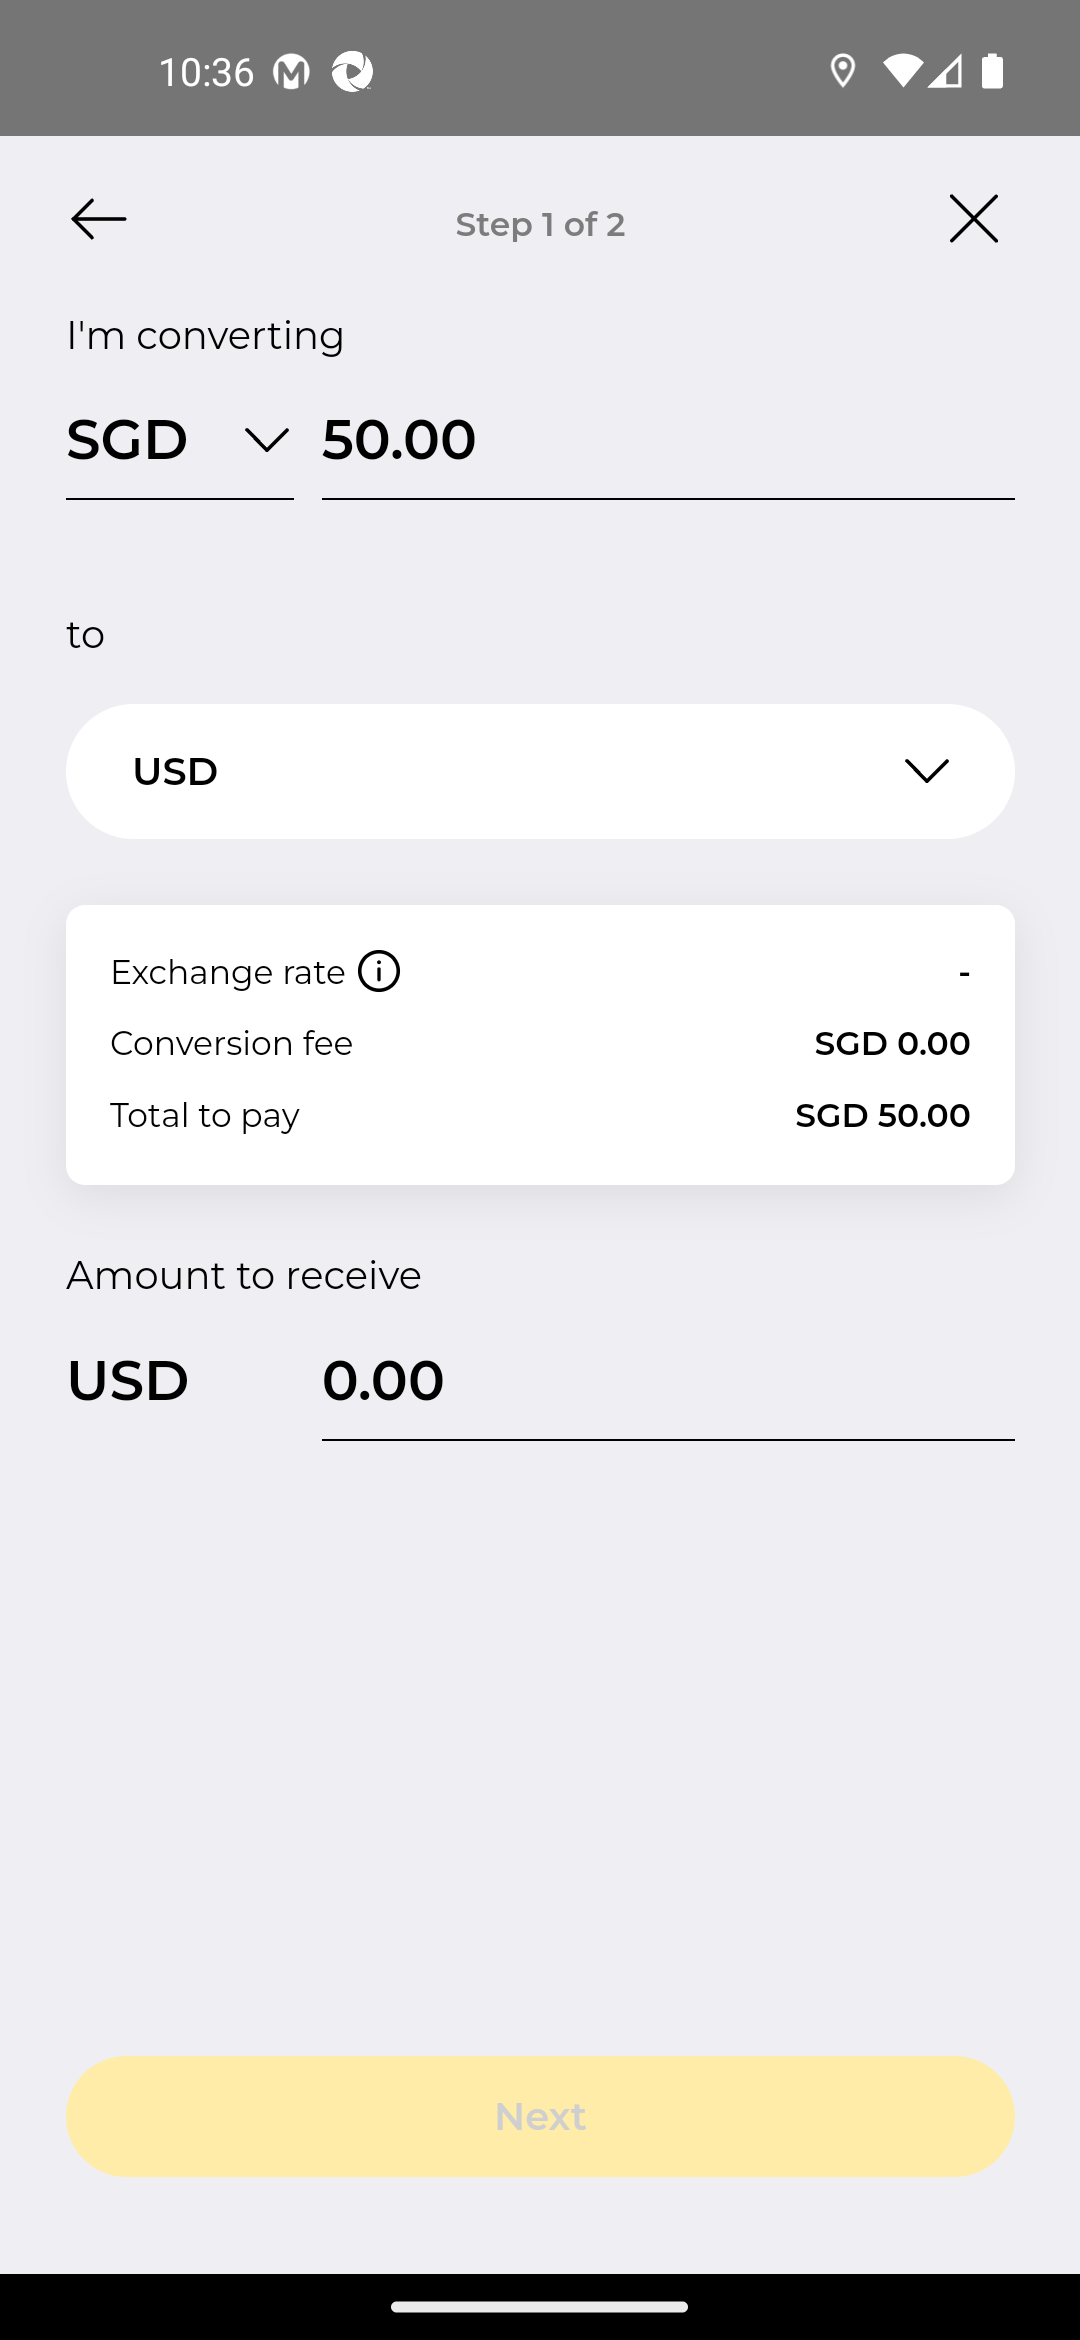 10:36
Step 1 of 2
I'm converting
SGD 50.00
to
USD
Exchange rate -
Conversion fee SGD 0.00
Total to pay SGD 50.00
Amount to receive
USD 0.00
Next